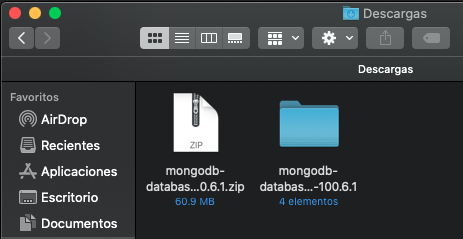 Descargas
Descargas
Favoritos
AirDrop
Recientes
Aplicaciones
Escritorio
Documentos
ZIP
mongodb-
databas...0.6.1.zip
60.9 MB
mongodb-
databas...-100.6.1
4 elementos